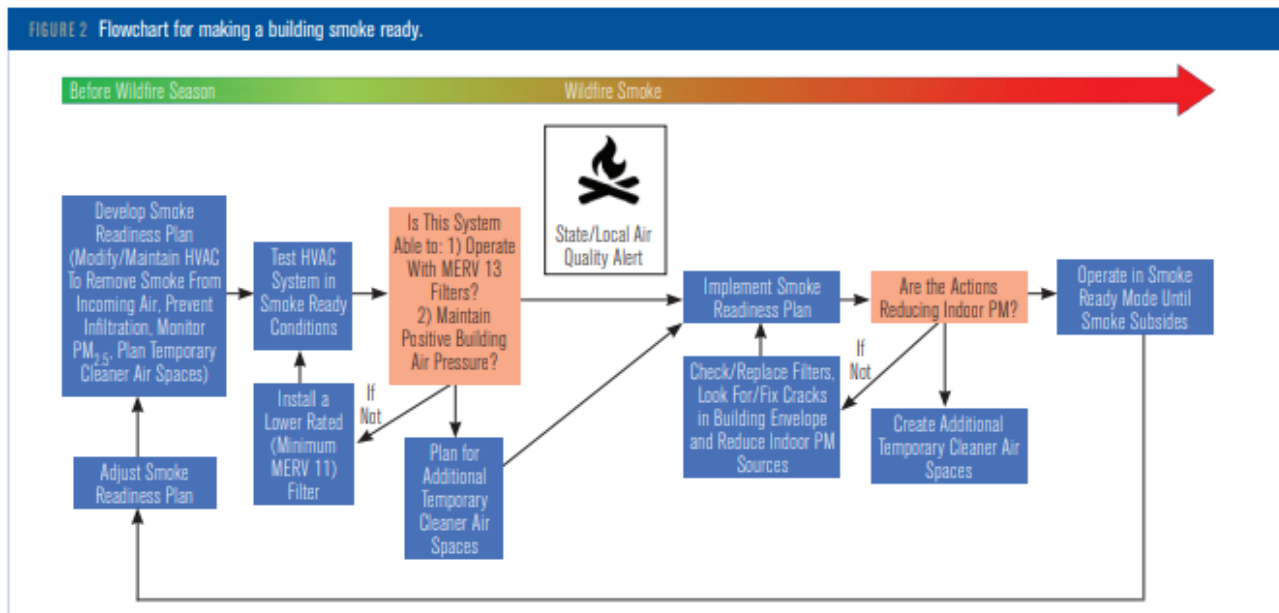 FIGURE 2 Flowchart for making a building smoke ready.
Before Wildfire Season
Wildfire Smoke
State/Local Air
Quality Alert
Develop Smoke
Readiness Plan
(Modify/Maintain HVAC
To Remove Smoke From
Incoming Air, Prevent
Infiltration, Monitor
PM2.5, Plan Temporary
Cleaner Air Spaces)
Test HVAC
System in
Smoke Ready
Conditions
Is This System
Able to: 1) Operate
With MERV 13
Filters?
2) Maintain
Positive Building
Air Pressure?
Implement Smoke
Readiness Plan
Are the Actions
Reducing Indoor PM?
Operate in Smoke
Ready Mode Until
Smoke Subsides
If
Not
If
Not
Adjust Smoke
Readiness Plan
Install a
Lower Rated
(Minimum
MERV 11)
Filter
Plan for
Additional
Temporary
Cleaner Air
Spaces
Check/Replace Filters,
Look For/Fix Cracks
in Building Envelope
and Reduce Indoor PM
Sources
Create Additional
Temporary Cleaner Air
Spaces